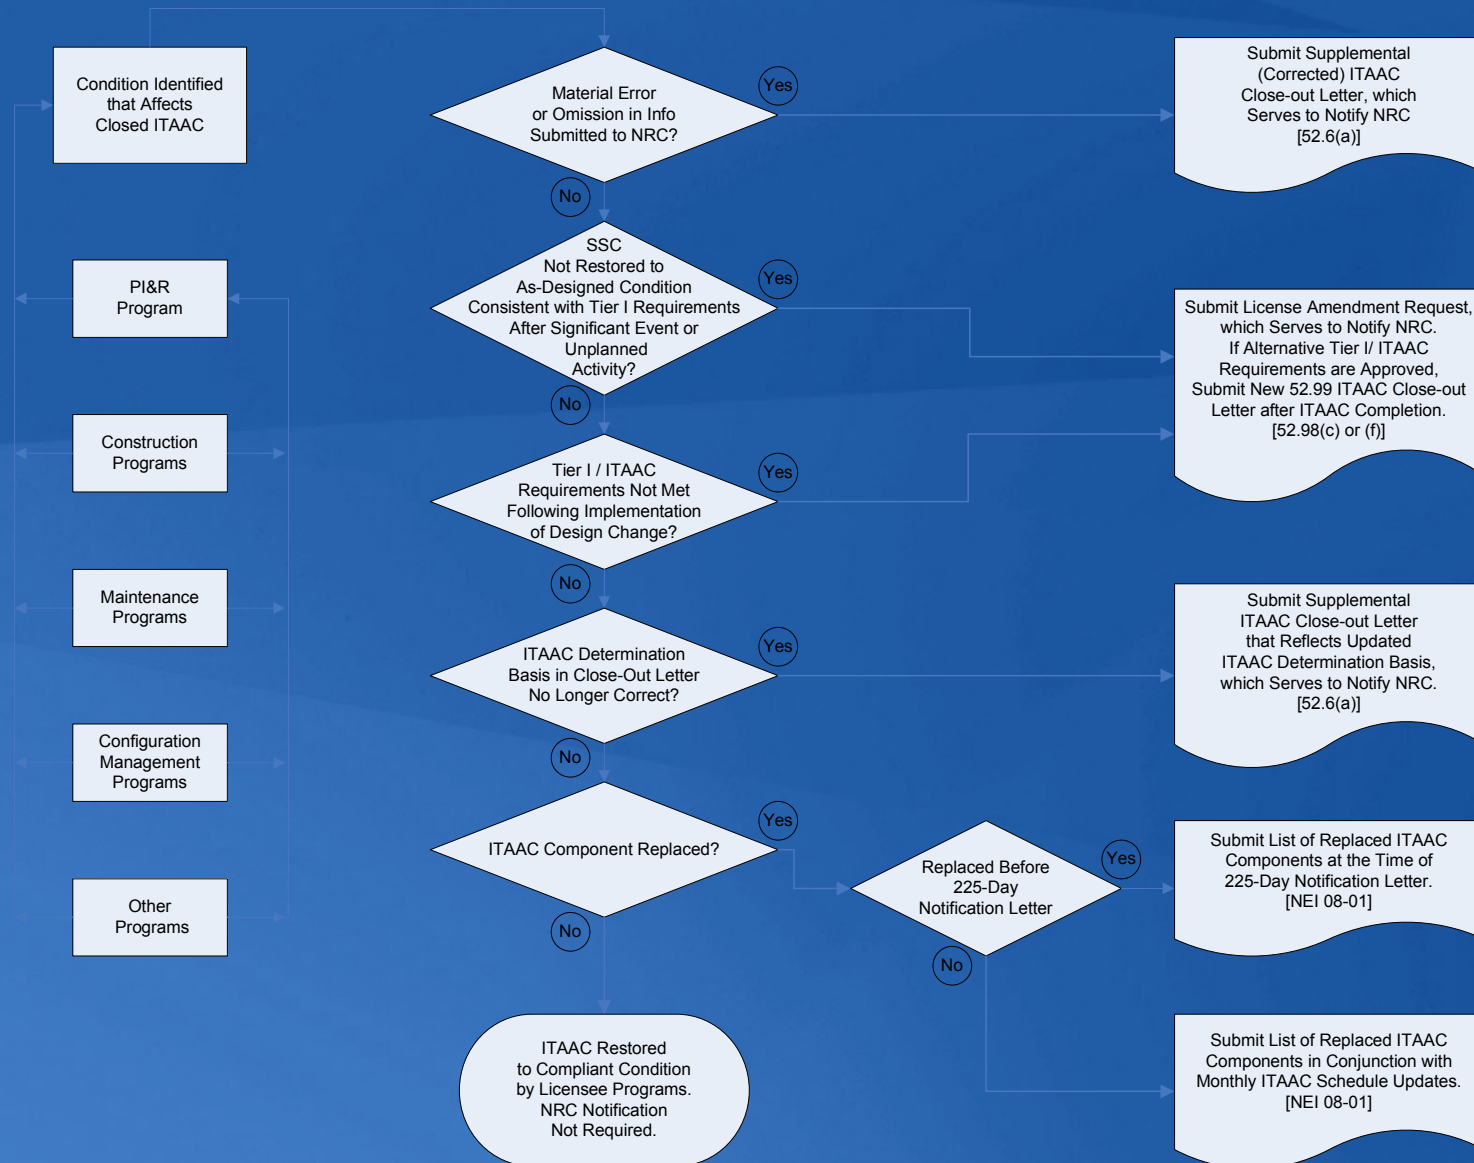 Condition Identified
that Affects
Closed ITAAC
PI&R
Program
Construction
Programs
Maintenance
Programs
Configuration
Management
Programs
Other
Programs
Material Error
or Omission in Info
Submitted to NRC?
Yes
No
SSC
Not Restored to
As-Designed Condition
Consistent with Tier I Requirements
After Significant Event or
Unplanned
Activity?
Yes
No
Tier I / ITAAC
Requirements Not Met
Following Implementation
of Design Change?
Yes
No
ITAAC Determination
Basis in Close-Out Letter
No Longer Correct?
Yes
No
ITAAC Component Replaced?
Yes
No
ITAAC Restored
to Compliant Condition
by Licensee Programs.
NRC Notification
Not Required.
Replaced Before
225-Day
Notification Letter
Yes
No
Submit Supplemental
(Corrected) ITAAC
Close-out Letter, which
Serves to Notify NRC
[52.6(a)]
Submit License Amendment Request,
which Serves to Notify NRC.
If Alternative Tier I/ ITAAC
Requirements are Approved,
Submit New 52.99 ITAAC Close-out
Letter after ITAAC Completion.
[52.98(c) or (f)]
Submit Supplemental
ITAAC Close-out Letter
that Reflects Updated
ITAAC Determination Basis,
which Serves to Notify NRC.
[52.6(a)]
Submit List of Replaced ITAAC
Components at the Time of
225-Day Notification Letter.
[NEI 08-01]
Submit List of Replaced ITAAC
Components in Conjunction with
Monthly ITAAC Schedule Updates.
[NEI 08-01]